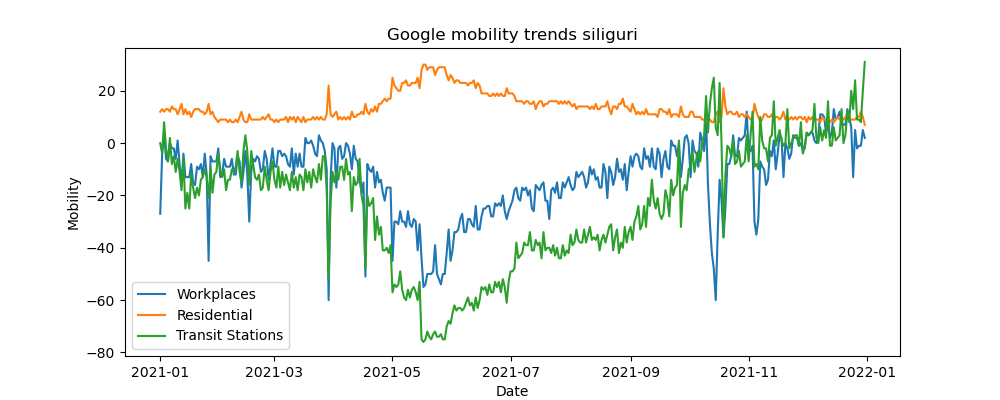 Google mobility trends siliguri
Mobility
20
0
−20
−40
−60
−80
Workplaces
Residential
Transit Stations
2021-01
2021-03
2021-05
2021-07
2021-09
2021-11
2022-01
Date